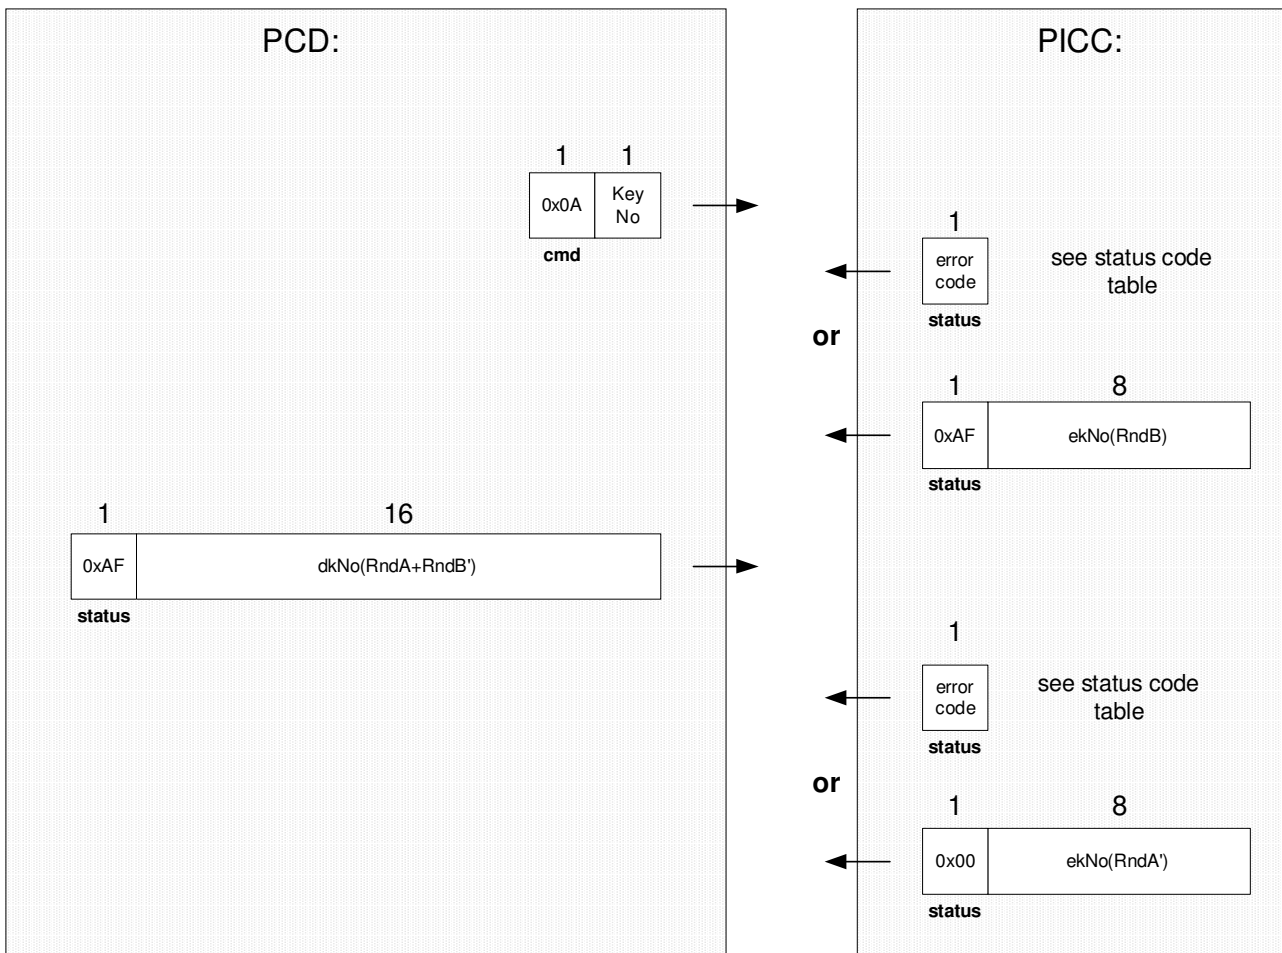 PCD:
PICC:
1 1
0x0A Key No
cmd
1
error code
see status code table
status
or
1 8
0xAF ekNo(RndB)
status
1 16
0xAF dkNo(RndA+RndB')
status
1
error code
see status code table
status
or
1 8
0x00 ekNo(RndA')
status